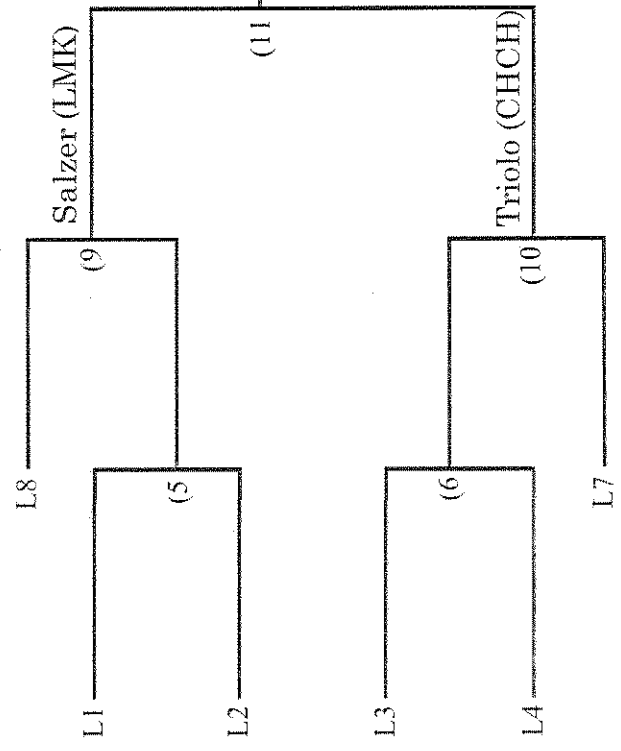 L8
Salzer (LMK)
(9
L1
(5
L2
(11
L3
(6
L4
Triolo (CHCH)
(10
L7